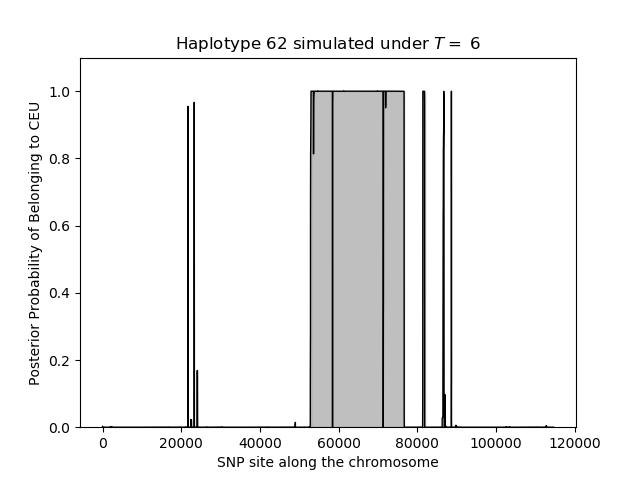 Haplotype 62 simulated under T = 6
Posterior Probability of Belonging to CEU
1.0
0.8
0.6
0.4
0.2
0.0
0 20000 40000 60000 80000 100000 120000
SNP site along the chromosome